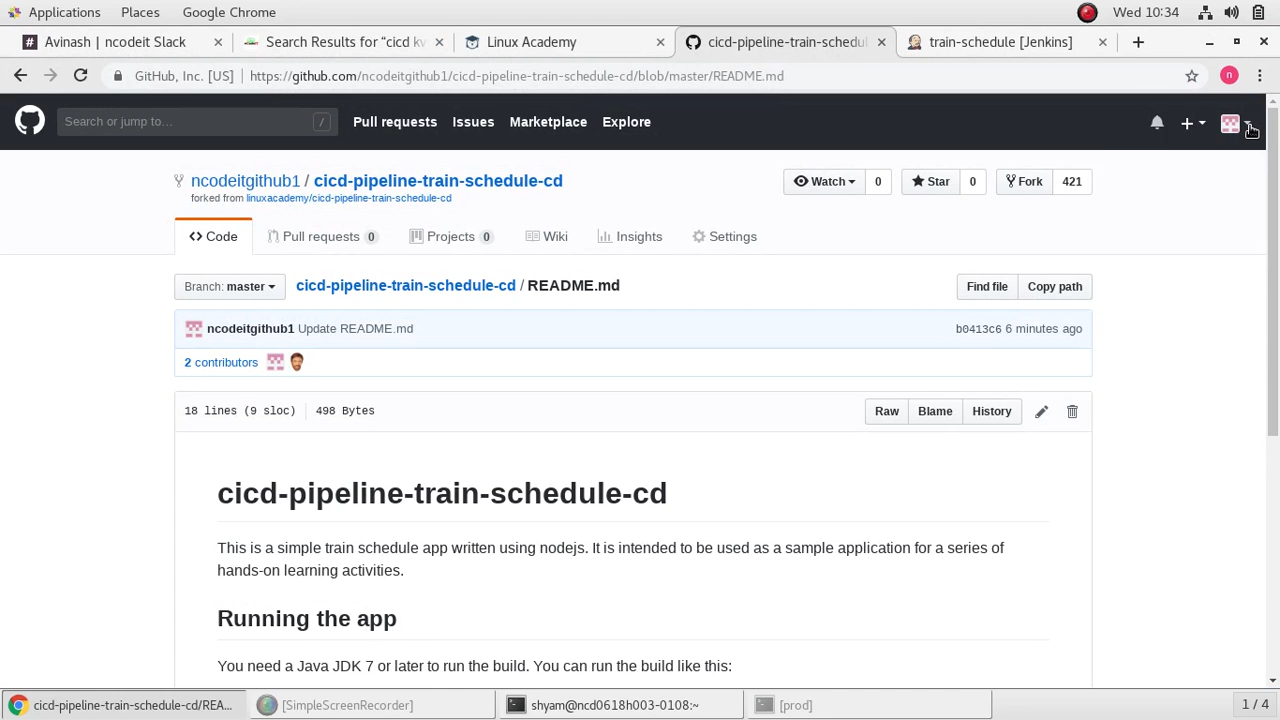 Applications Places Google Chrome Wed 10:34
Avinash | ncodeit Slack × Search Results for “cicd kv × Linux Academy × cicd-pipeline-train-schedul × train-schedule [Jenkins] ×
GitHub, Inc. [US] https://github.com/ncodeitgithub1/cicd-pipeline-train-schedule-cd/blob/master/README.md n
Search or jump to... / Pull requests Issues Marketplace Explore
ncodeitgithub1 / cicd-pipeline-train-schedule-cd Watch 0 Star 0 Fork 421
forked from linuxacademy/cicd-pipeline-train-schedule-cd
Code Pull requests 0 Projects 0 Wiki Insights Settings
Branch: master cicd-pipeline-train-schedule-cd / README.md Find file Copy path
ncodeitgithub1 Update README.md b0413c6 6 minutes ago
2 contributors
18 lines (9 sloc) 498 Bytes Raw Blame History
cicd-pipeline-train-schedule-cd
This is a simple train schedule app written using nodejs. It is intended to be used as a sample application for a series of
hands-on learning activities.
Running the app
You need a Java JDK 7 or later to run the build. You can run the build like this:
cicd-pipeline-train-schedule-cd/REA... [SimpleScreenRecorder] shyam@ncd0618h003-0108:~ [prod] 1 / 4